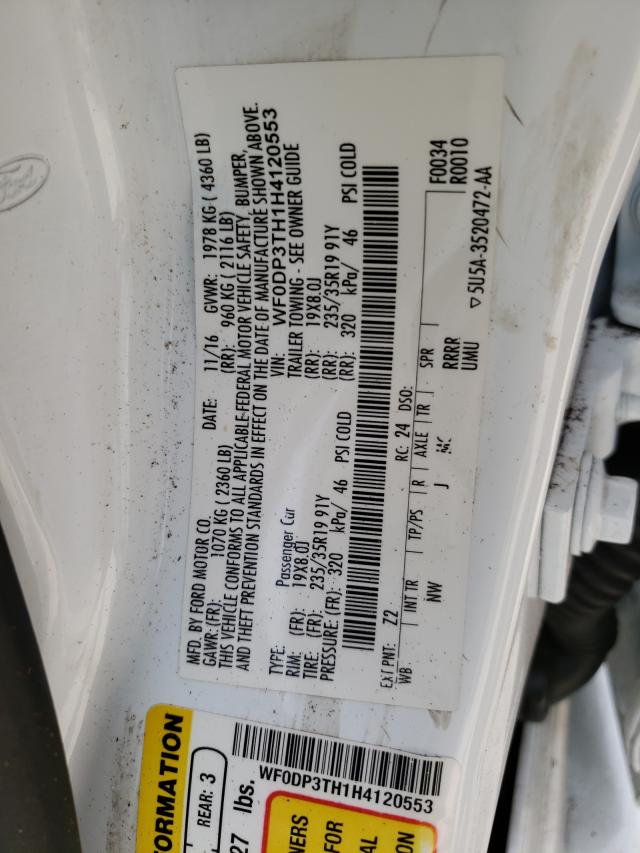 Ford
MFD. BY FORD MOTOR CO.
DATE: 11/16 GVWR: 1978 KG ( 4360 LB)
GAWR: (FR): 1070 KG ( 2360 LB) (RR): 960 KG ( 2116 LB)
THIS VEHICLE CONFORMS TO ALL APPLICABLE FEDERAL MOTOR VEHICLE SAFETY, BUMPER,
AND THEFT PREVENTION STANDARDS IN EFFECT ON THE DATE OF MANUFACTURE SHOWN ABOVE.
VIN: WF0DP3TH1H4120553
TYPE: Passenger Car TRAILER TOWING - SEE OWNER GUIDE
RIM: (FR): 19X8.0J (RR): 19X8.0J
TIRE: (FR): 235/35R19 91Y (RR): 235/35R19 91Y
PRESSURE: (FR): 320 kPa/ 46 PSI COLD (RR): 320 kPa/ 46 PSI COLD
EXT PNT: Z2 RC: 24 DSO: F0034
WB INT TR TP/PS R AXLE TR SPR R0010
NW J RRRR
UMU
▽5U5A-3520472-AA
FORMATION
REAR: 3
27 lbs.
WF0DP3TH1H4120553
NERS
FOR
AL
ON